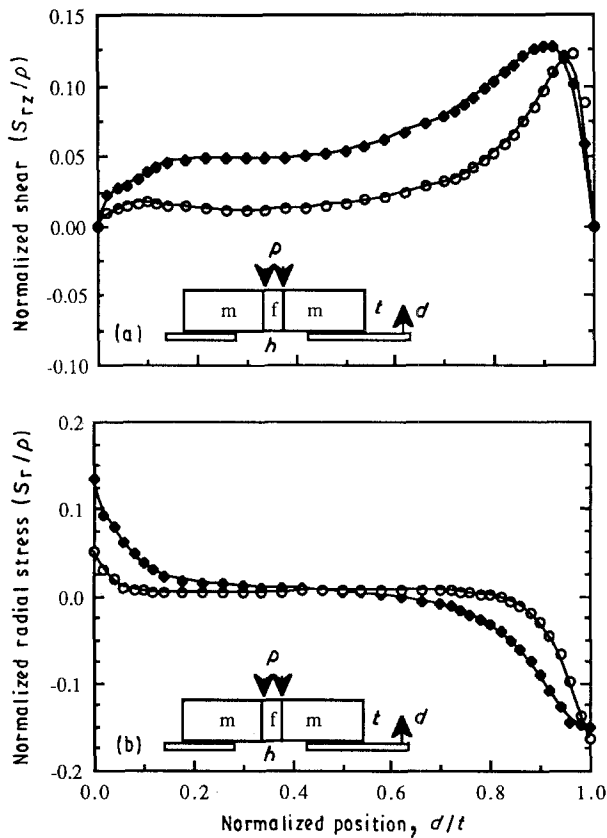 0.15
0.10
0.05
0.00
-0.05
-0.10
Normalized shear (S_rz/p)
p
m f m
t d
h
(a)
0.2
0.1
0.0
-0.1
-0.2
Normalized radial stress (S_r/p)
p
m f m
t d
h
(b)
0.0 0.2 0.4 0.6 0.8 1.0
Normalized position, d/t